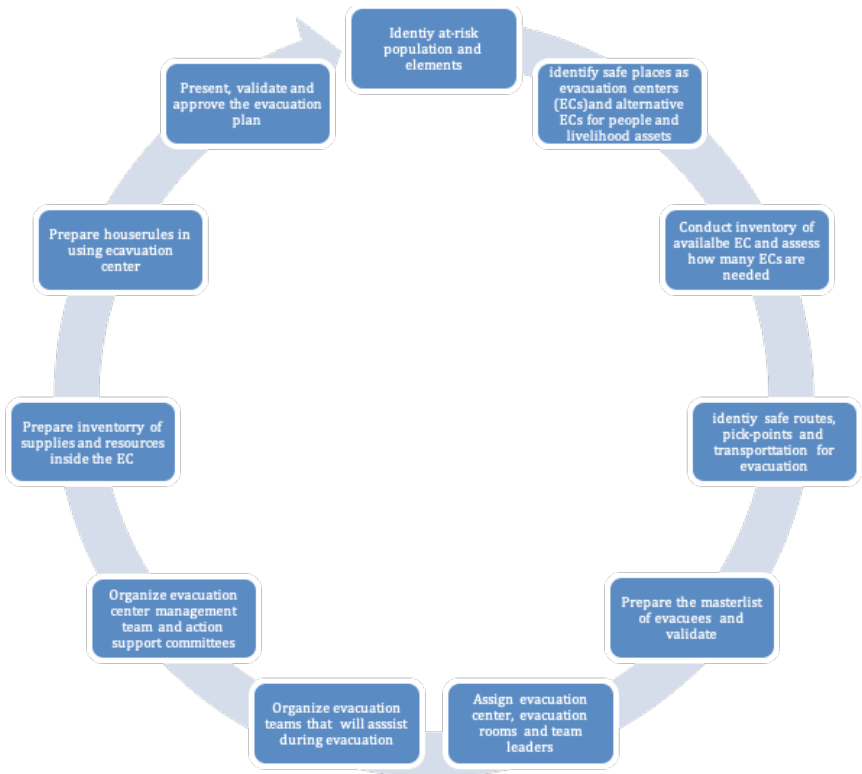 Identiy at-risk
population and
elements
identify safe places as
evacuation centers
(ECs)and alternative
ECs for people and
livelihood assets
Conduct inventory of
availalbe EC and assess
how many ECs are
needed
identiy safe routes,
pick-points and
transporttation for
evacuation
Prepare the masterlist
of evacuees and
validate
Assign evacuation
center, evacuation
rooms and team
leaders
Organize evacuation
teams that will asssist
during evacuation
Organize evacuation
center management
team and action
support committees
Prepare inventorry of
supplies and resources
inside the EC
Prepare houserules in
using ecavuation
center
Present, validate and
approve the evacuation
plan